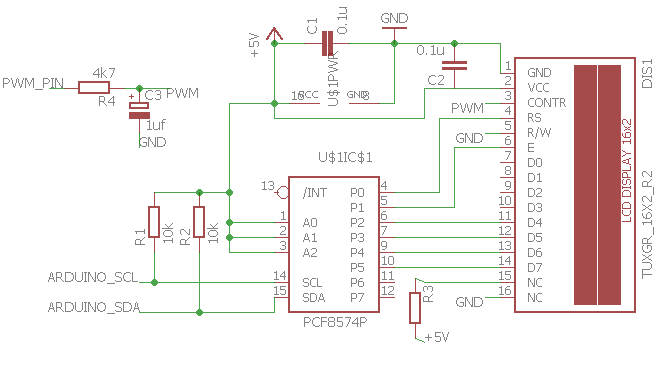 C1
0.1u
GND
+5V
U$1PWR
16 VCC
GND 8
0.1u
C2
PWM_PIN
4k7
R4
C3
+
PWM
1uf
GND
DIS1
LCD DISPLAY 16x2
TUXGR_16X2_R2
1 GND
2 VCC
PWM 3 CONTR
4 RS
GND 5 R/W
6 E
7 D0
8 D1
9 D2
10 D3
11 D4
12 D5
13 D6
14 D7
15 NC
GND 16 NC
U$1IC$1
13 /INT P0 4
P1 5
1 A0 P2 6
2 A1 P3 7
3 A2 P4 9
P5 10
14 SCL P6 11
15 SDA P7 12
PCF8574P
R1
10k
R2
10k
ARDUINO_SCL
ARDUINO_SDA
R3
+5V